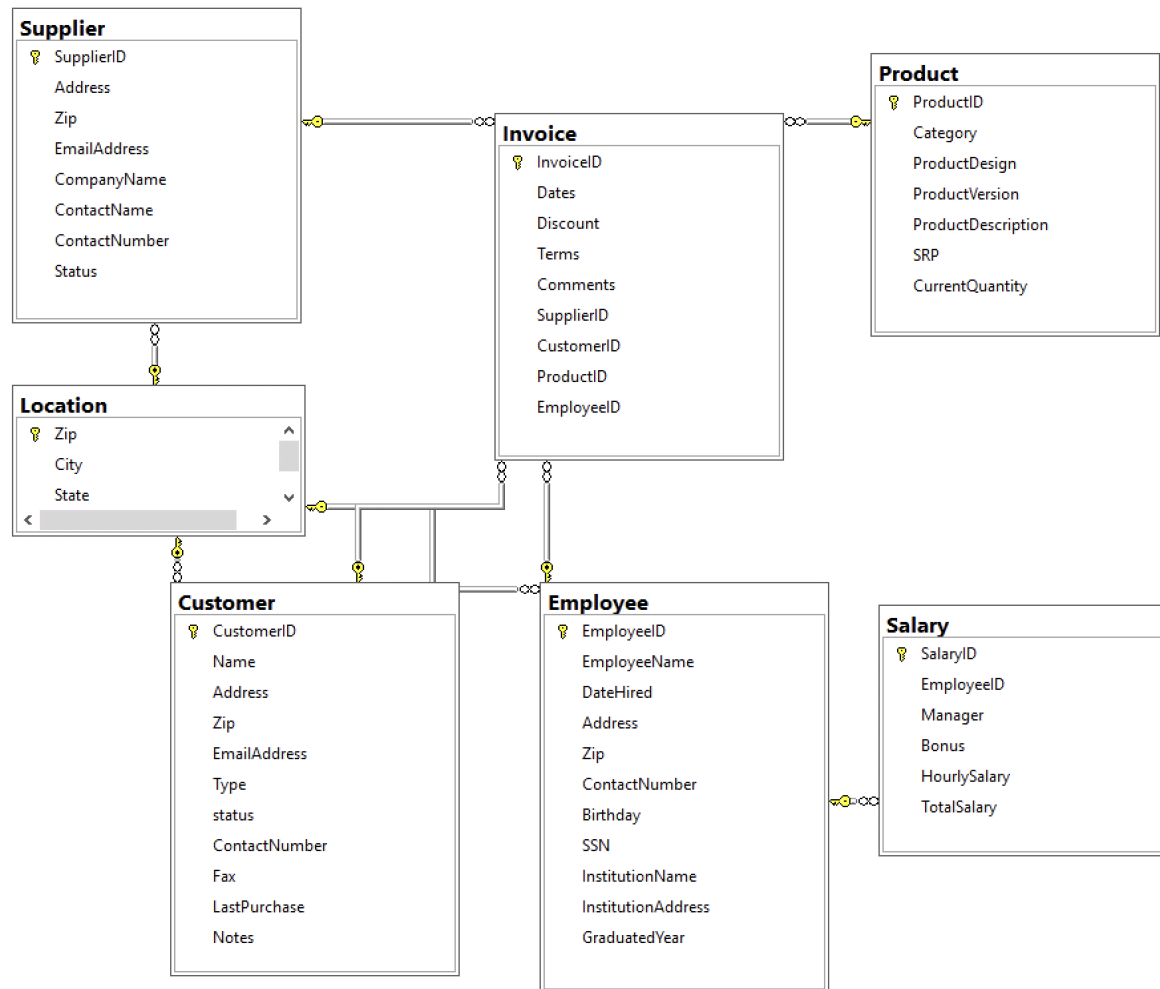 Supplier
SupplierID
Address
Zip
EmailAddress
CompanyName
ContactName
ContactNumber
Status
Invoice
InvoiceID
Dates
Discount
Terms
Comments
SupplierID
CustomerID
ProductID
EmployeeID
Product
ProductID
Category
ProductDesign
ProductVersion
ProductDescription
SRP
CurrentQuantity
Location
Zip
City
State
Customer
CustomerID
Name
Address
Zip
EmailAddress
Type
status
ContactNumber
Fax
LastPurchase
Notes
Employee
EmployeeID
EmployeeName
DateHired
Address
Zip
ContactNumber
Birthday
SSN
InstitutionName
InstitutionAddress
GraduatedYear
Salary
SalaryID
EmployeeID
Manager
Bonus
HourlySalary
TotalSalary